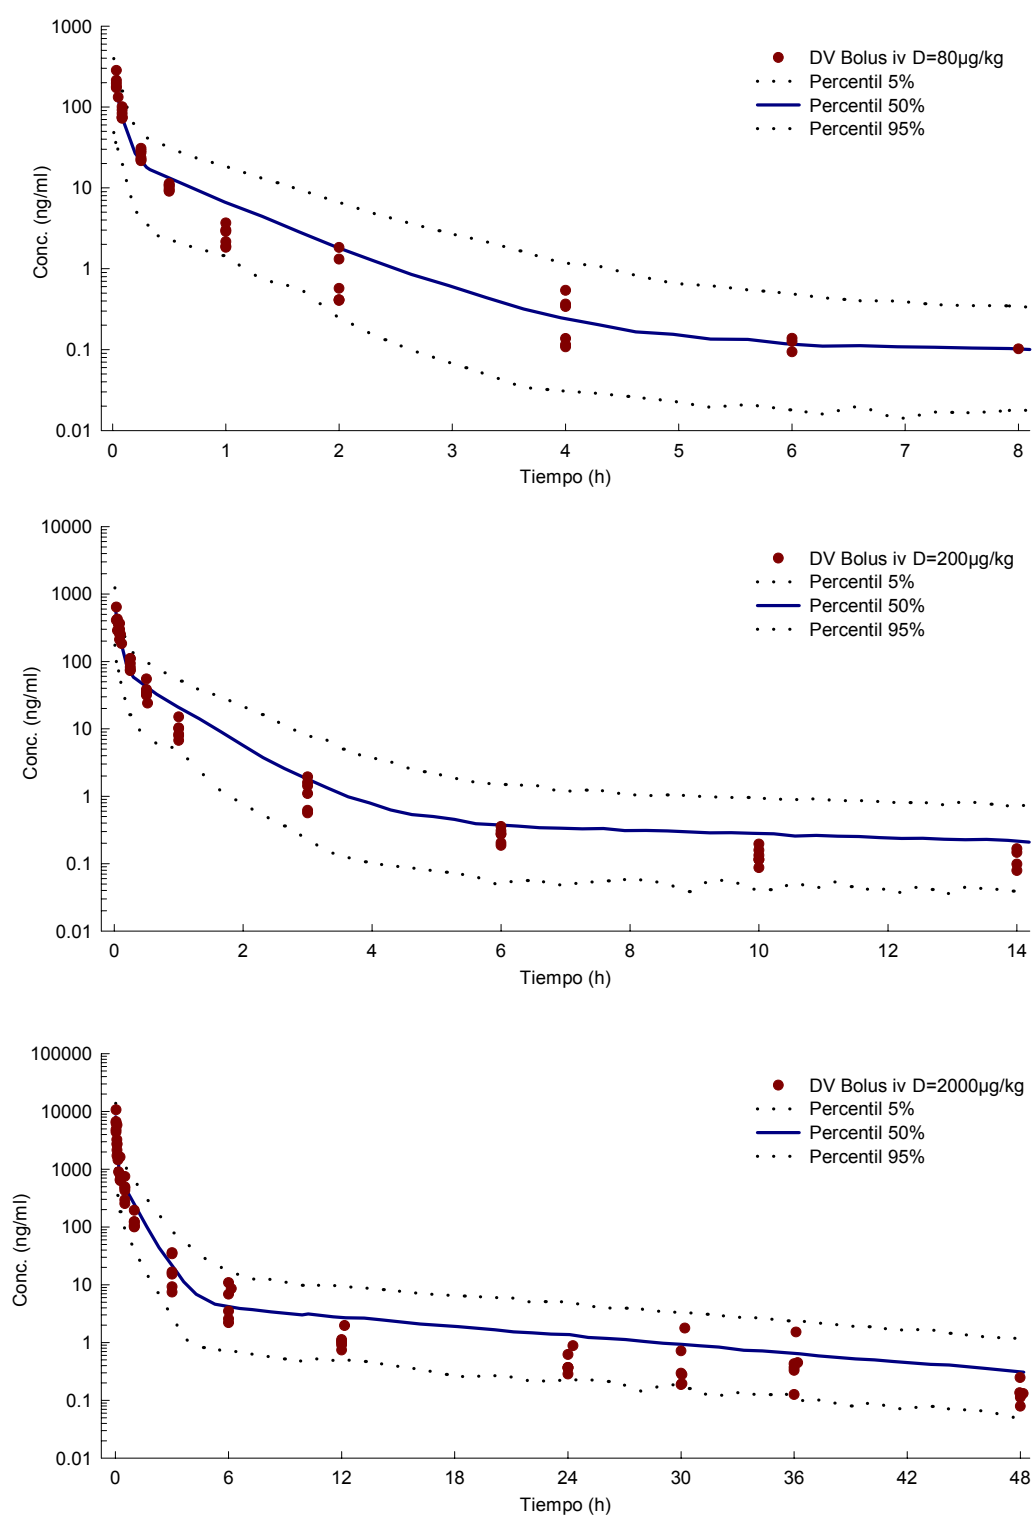 1000
100
10
1
0.1
0.01
Conc. (ng/ml)
DV Bolus iv D=80µg/kg
Percentil 5%
Percentil 50%
Percentil 95%
0 1 2 3 4 5 6 7 8
Tiempo (h)
10000
1000
100
10
1
0.1
0.01
Conc. (ng/ml)
DV Bolus iv D=200µg/kg
Percentil 5%
Percentil 50%
Percentil 95%
0 2 4 6 8 10 12 14
Tiempo (h)
100000
10000
1000
100
10
1
0.1
0.01
Conc. (ng/ml)
DV Bolus iv D=2000µg/kg
Percentil 5%
Percentil 50%
Percentil 95%
0 6 12 18 24 30 36 42 48
Tiempo (h)